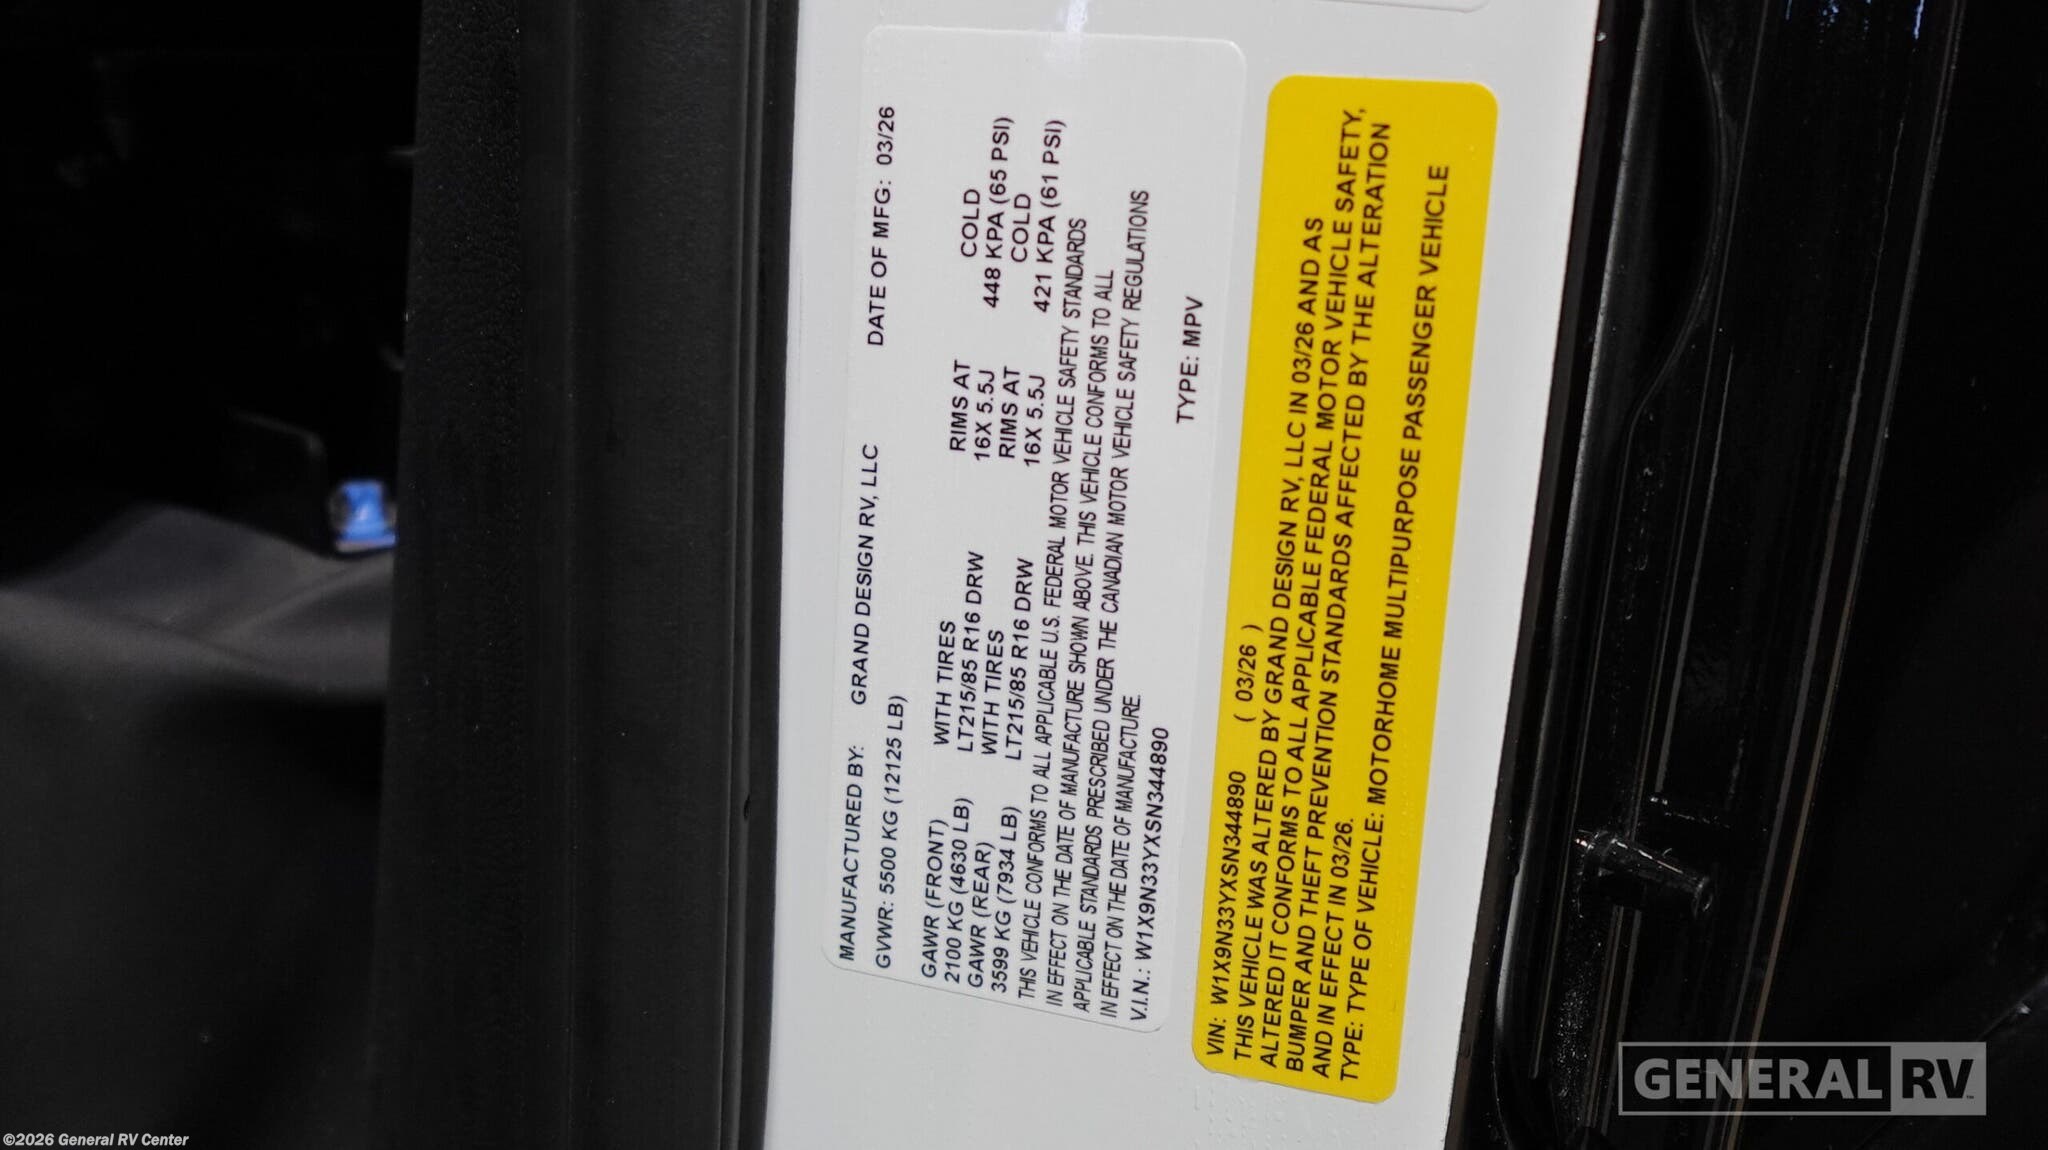 MANUFACTURED BY: GRAND DESIGN RV, LLC DATE OF MFG: 03/26
GVWR: 5500 KG (12125 LB)
GAWR (FRONT) WITH TIRES RIMS AT COLD
2100 KG (4630 LB) LT215/85 R16 DRW 16X 5.5J 448 KPA (65 PSI)
GAWR (REAR) WITH TIRES RIMS AT COLD
3599 KG (7934 LB) LT215/85 R16 DRW 16X 5.5J 421 KPA (61 PSI)
THIS VEHICLE CONFORMS TO ALL APPLICABLE U.S. FEDERAL MOTOR VEHICLE SAFETY STANDARDS
IN EFFECT ON THE DATE OF MANUFACTURE SHOWN ABOVE. THIS VEHICLE CONFORMS TO ALL
APPLICABLE STANDARDS PRESCRIBED UNDER THE CANADIAN MOTOR VEHICLE SAFETY REGULATIONS
IN EFFECT ON THE DATE OF MANUFACTURE.
V.I.N.: W1X9N33YXSN344890 TYPE: MPV
VIN: W1X9N33YXSN344890 ( 03/26 )
THIS VEHICLE WAS ALTERED BY GRAND DESIGN RV, LLC IN 03/26 AND AS
ALTERED IT CONFORMS TO ALL APPLICABLE FEDERAL MOTOR VEHICLE SAFETY,
BUMPER AND THEFT PREVENTION STANDARDS AFFECTED BY THE ALTERATION
AND IN EFFECT IN 03/26.
TYPE: TYPE OF VEHICLE: MOTORHOME MULTIPURPOSE PASSENGER VEHICLE
GENERAL RV
©2026 General RV Center